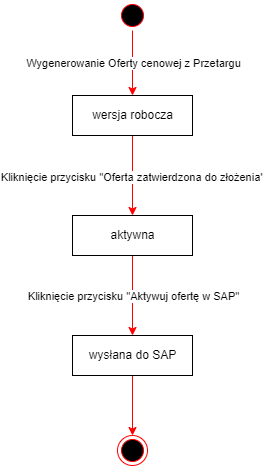 Wygenerowanie Oferty cenowej z Przetargu
wersja robocza
Kliknięcie przycisku "Oferta zatwierdzona do złożenia"
aktywna
Kliknięcie przycisku "Aktywuj ofertę w SAP"
wysłana do SAP